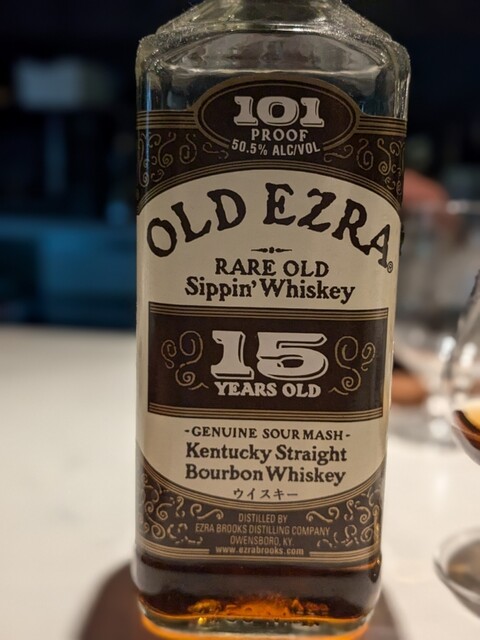 101
PROOF
50.5% ALC/VOL
OLD EZRA®
RARE OLD
Sippin' Whiskey
15
YEARS OLD
-GENUINE SOUR MASH-
Kentucky Straight
Bourbon Whiskey
ウイスキー
DISTILLED BY
EZRA BROOKS DISTILLING COMPANY
OWENSBORO, KY.
www.ezrabrooks.com